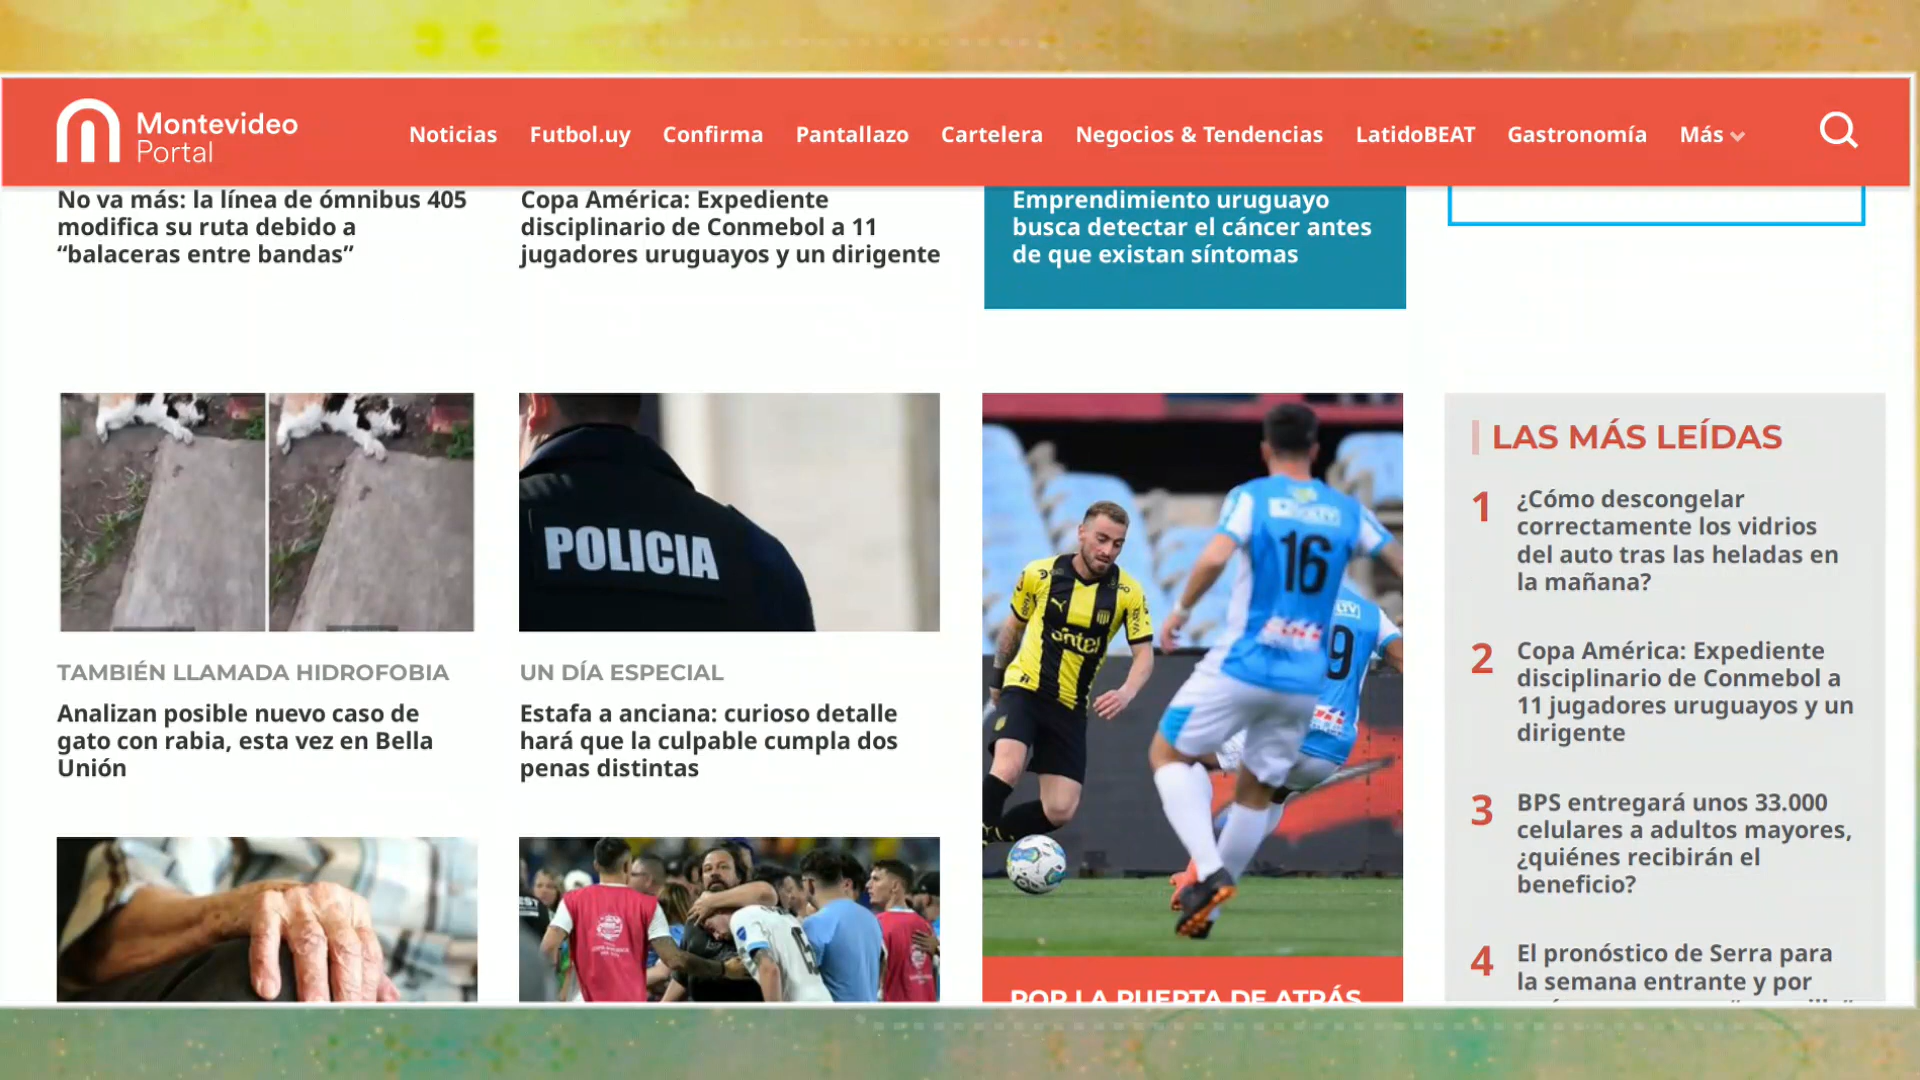 Montevideo
Portal
Noticias
Futbol.uy
Confirma
Pantallazo
Cartelera
Negocios & Tendencias
LatidoBEAT
Gastronomía
Más
No va más: la línea de ómnibus 405
modifica su ruta debido a
“balaceras entre bandas”
Copa América: Expediente
disciplinario de Conmebol a 11
jugadores uruguayos y un dirigente
Emprendimiento uruguayo
busca detectar el cáncer antes
de que existan síntomas
TAMBIÉN LLAMADA HIDROFOBIA
Analizan posible nuevo caso de
gato con rabia, esta vez en Bella
Unión
POLICIA
UN DÍA ESPECIAL
Estafa a anciana: curioso detalle
hará que la culpable cumpla dos
penas distintas
16
9
antel
POR LA PUERTA DE ATRÁS
LAS MÁS LEÍDAS
1 ¿Cómo descongelar
correctamente los vidrios
del auto tras las heladas en
la mañana?
2 Copa América: Expediente
disciplinario de Conmebol a
11 jugadores uruguayos y un
dirigente
3 BPS entregará unos 33.000
celulares a adultos mayores,
¿quiénes recibirán el
beneficio?
4 El pronóstico de Serra para
la semana entrante y por